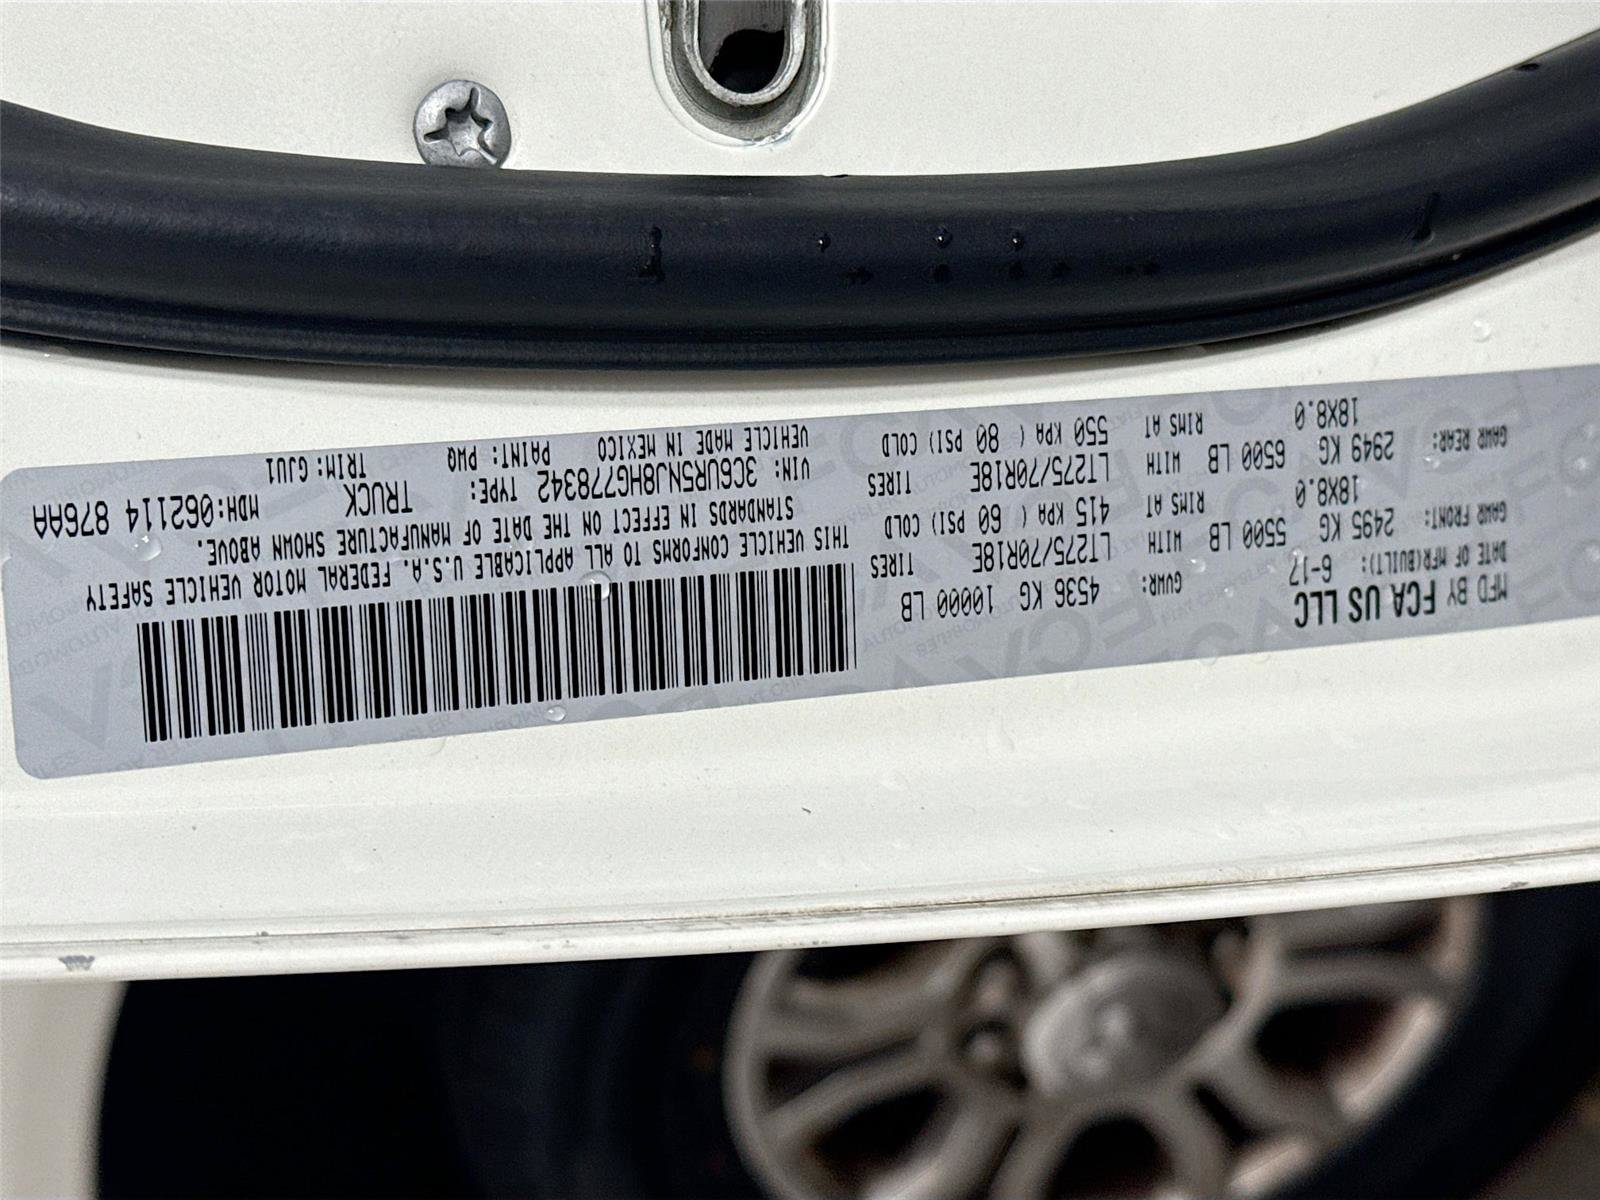 MFD BY FCA US LLC
DATE OF MFR(BUILT): 6-17 GVWR: 4536 KG 10000 LB
GAWR FRONT: TIRES
2495 KG 5500 LB WITH LT275/70R18E
18X8.0 RIMS AT 415 KPA ( 60 PSI) COLD
GAWR REAR: TIRES
2949 KG 6500 LB WITH LT275/70R18E
18X8.0 RIMS AT 550 KPA ( 80 PSI) COLD
THIS VEHICLE CONFORMS TO ALL APPLICABLE U.S.A. FEDERAL MOTOR VEHICLE SAFETY
STANDARDS IN EFFECT ON THE DATE OF MANUFACTURE SHOWN ABOVE.
VIN: 3C6UR5NJ8HG778342 TYPE: TRUCK MDH:062114 876AA
VEHICLE MADE IN MEXICO PAINT: PWQ TRIM: GJU1